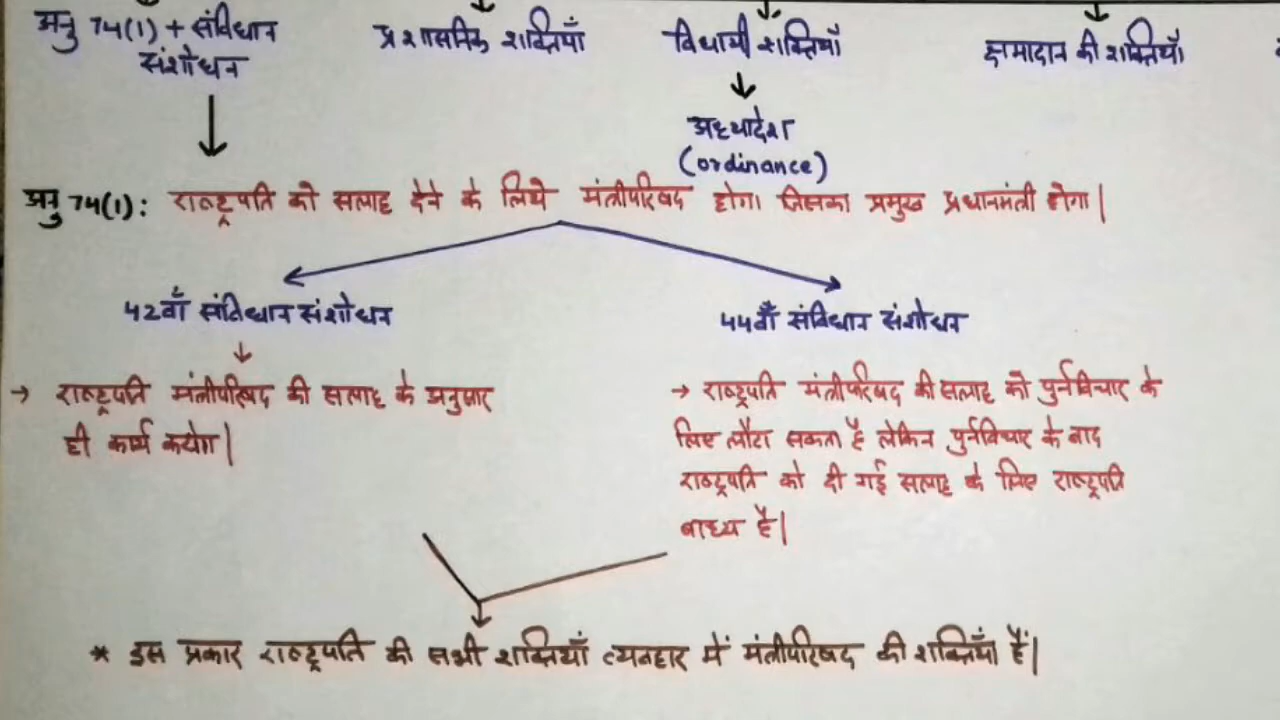 अनु 74(1) + संविधान
संशोधन
प्रशासनिक शक्तियाँ
विधायी शक्तियाँ
क्षमादान की शक्तियाँ
अध्यादेश
(ordinance)
अनु 74(1): राष्ट्रपति को सलाह देने के लिये मंत्रीपरिषद होगा जिसका प्रमुख प्रधानमंत्री होगा|
42वाँ संविधान संशोधन
44वाँ संविधान संशोधन
→ राष्ट्रपति मंत्रीपरिषद की सलाह के अनुसार
ही कार्य करेगा|
→ राष्ट्रपति मंत्रीपरिषद की सलाह को पुर्नविचार के
लिए लौटा सकता है लेकिन पुर्नविचार के बाद
राष्ट्रपति को दी गई सलाह के लिए राष्ट्रपति
बाध्य है|
* इस प्रकार राष्ट्रपति की सभी शक्तियाँ व्यवहार में मंत्रीपरिषद की शक्तियाँ हैं|